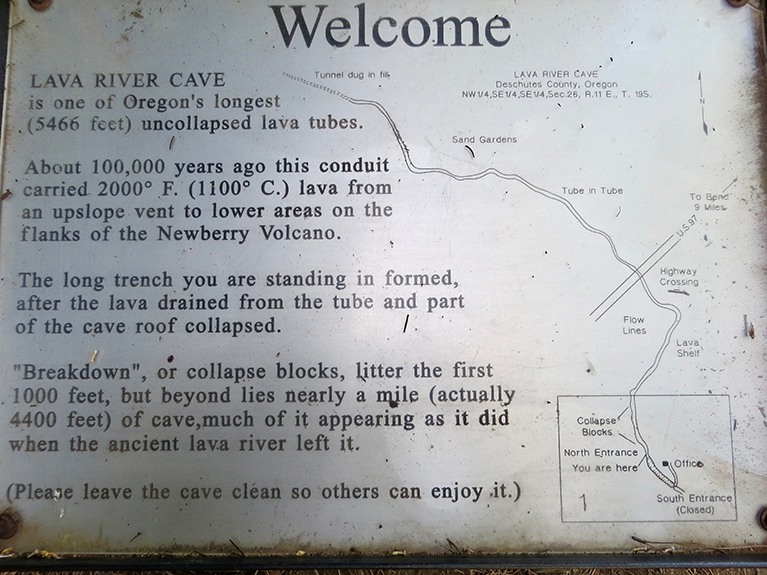 Welcome
LAVA RIVER CAVE
is one of Oregon's longest
(5466 feet) uncollapsed lava tubes.
About 100,000 years ago this conduit
carried 2000° F. (1100° C.) lava from
an upslope vent to lower areas on the
flanks of the Newberry Volcano.
The long trench you are standing in formed,
after the lava drained from the tube and part
of the cave roof collapsed.
"Breakdown", or collapse blocks, litter the first
1000 feet, but beyond lies nearly a mile (actually
4400 feet) of cave,much of it appearing as it did
when the ancient lava river left it.
(Please leave the cave clean so others can enjoy it.)
Tunnel dug in fill
LAVA RIVER CAVE
Deschutes County, Oregon
NW1/4,SE1/4,SE1/4,Sec.26, R.11 E., T. 19S.
N
Sand Gardens
Tube in Tube
To Bend
9 Miles
U.S.97
Highway
Crossing
Flow
Lines
Lava
Shelf
Collapse
Blocks
North Entrance
You are here
Office
South Entrance
(Closed)